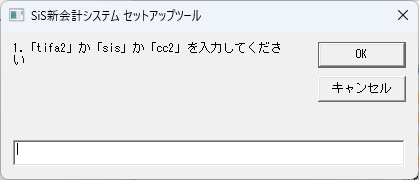 SiS新会計システム セットアップツール
1.「tifa2」か「sis」か「cc2」を入力してくださ
い
OK
キャンセル